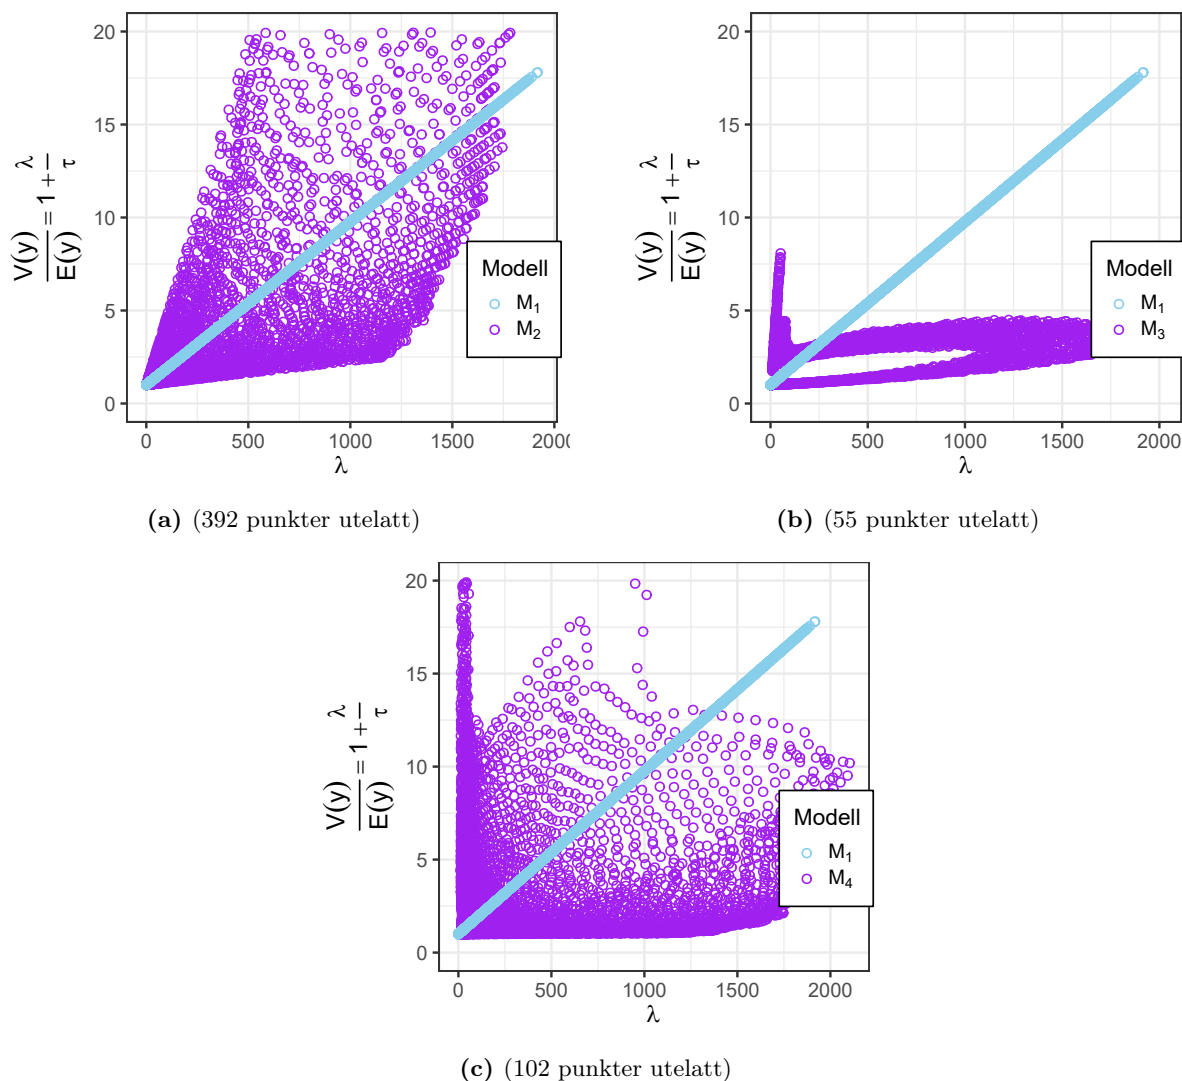 20
15
10
5
0
V(y)
E(y)
= 1 +
λ
τ
0
500
1000
1500
2000
λ
Modell
M₁
M₂
(a) (392 punkter utelatt)
20
15
10
5
0
V(y)
E(y)
= 1 +
λ
τ
0
500
1000
1500
2000
λ
Modell
M₁
M₃
(b) (55 punkter utelatt)
20
15
10
5
0
V(y)
E(y)
= 1 +
λ
τ
0
500
1000
1500
2000
λ
Modell
M₁
M₄
(c) (102 punkter utelatt)